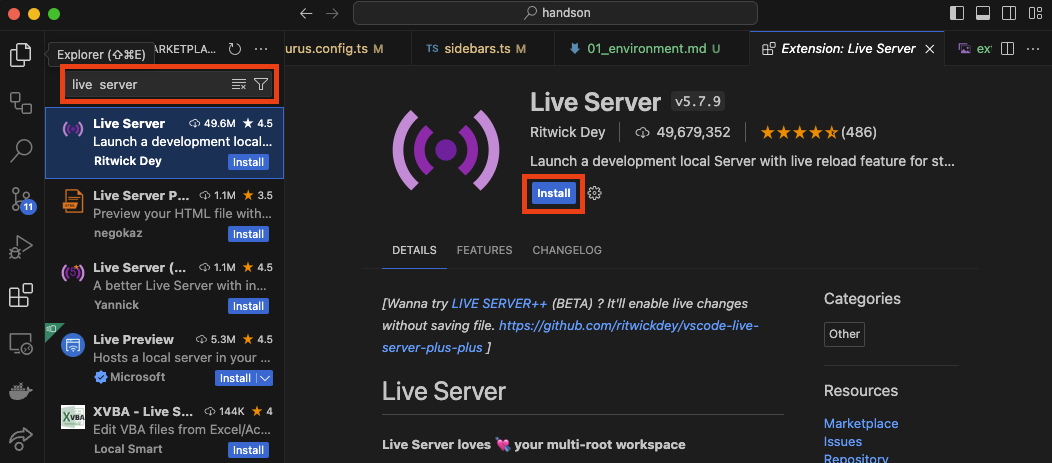 handson
Explorer (⇧⌘E)
MARKETPLA...
urus.config.ts M
TS sidebars.ts M
01_environment.md U
Extension: Live Server
ex
live server
Live Server 49.6M ★ 4.5
Launch a development local...
Ritwick Dey Install
Live Server P... 1.1M ★ 3.5
Preview your HTML file with...
negokaz Install
Live Server (... 1.1M ★ 4.5
A better Live Server with in...
Yannick Install
Live Preview 5.3M ★ 4.5
Hosts a local server in your ...
Microsoft Install
XVBA - Live S... 144K ★ 4
Edit VBA files from Excel/Ac...
Local Smart Install
XVBA
11
Live Server v5.7.9
Ritwick Dey 49,679,352 (486)
Launch a development local Server with live reload feature for st...
Install
DETAILS FEATURES CHANGELOG
[Wanna try LIVE SERVER++ (BETA) ? It'll enable live changes
without saving file. https://github.com/ritwickdey/vscode-live-
server-plus-plus ]
Live Server
Live Server loves 💘 your multi-root workspace
Categories
Other
Resources
Marketplace
Issues
Repository